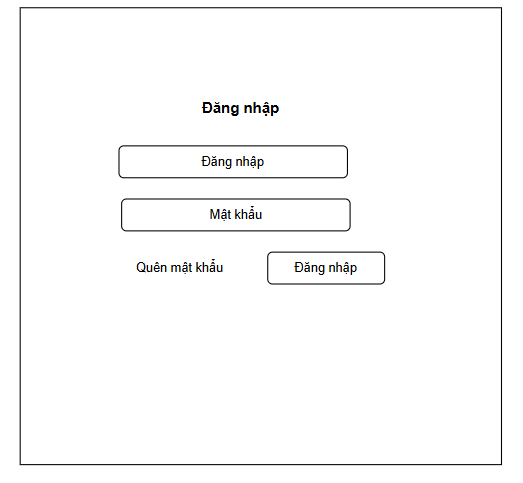 Đăng nhập
Đăng nhập
Mật khẩu
Quên mật khẩu
Đăng nhập